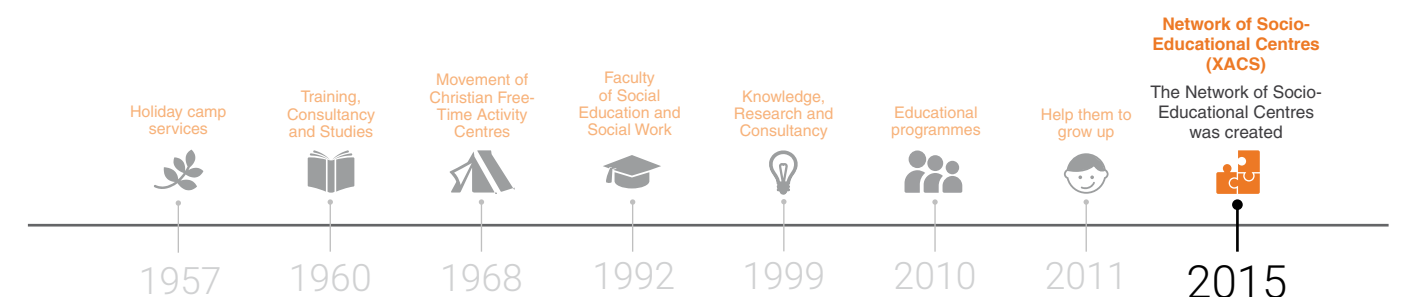 Holiday camp
services
1957
Training,
Consultancy
and Studies
1960
Movement of
Christian Free-
Time Activity
Centres
1968
Faculty
of Social
Education and
Social Work
1992
Knowledge,
Research and
Consultancy
1999
Educational
programmes
2010
Help them to
grow up
2011
Network of Socio-
Educational Centres
(XACS)
The Network of Socio-
Educational Centres
was created
2015